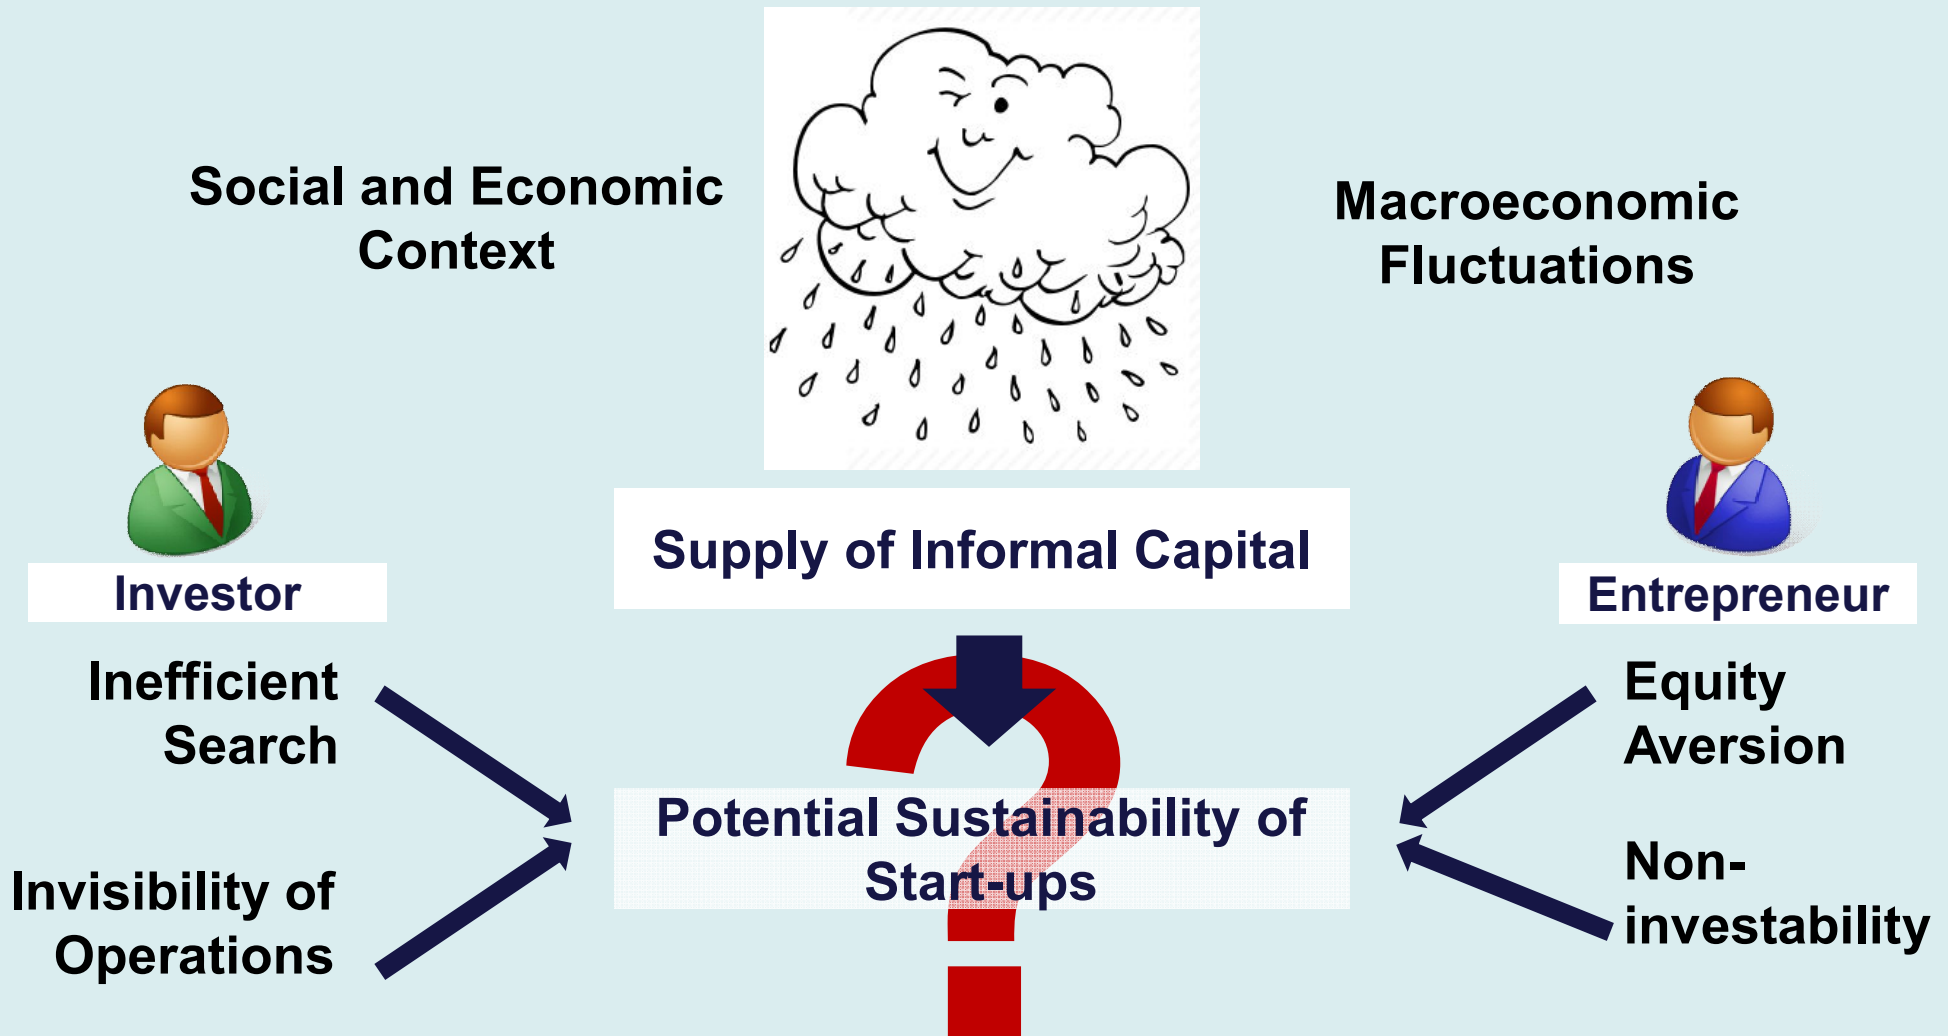 Social and Economic
Context
Macroeconomic
Fluctuations
Supply of Informal Capital
Investor
Entrepreneur
Inefficient
Search
Equity
Aversion
Potential Sustainability of
Start-ups
?
Invisibility of
Operations
Non-
investability